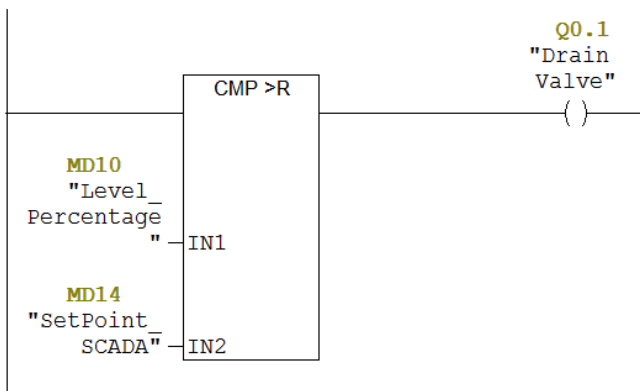 Q0.1
"Drain
Valve"
CMP >R
MD10
"Level_
Percentage
"
IN1
MD14
"SetPoint_
SCADA"
IN2